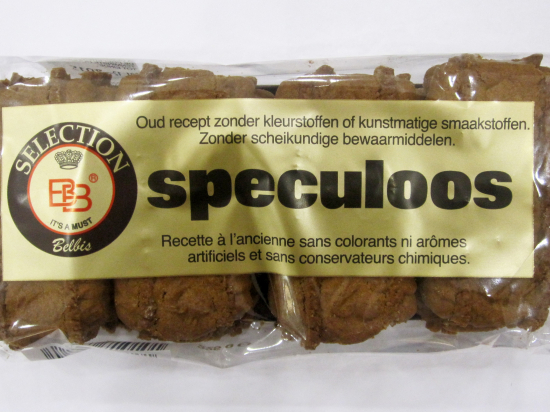 Oud recept zonder kleurstoffen of kunstmatige smaakstoffen.
Zonder scheikundige bewaarmiddelen.
SELECTION
BB®
IT'S A MUST
Belbis
speculoos
Recette à l'ancienne sans colorants ni arômes
artificiels et sans conservateurs chimiques.